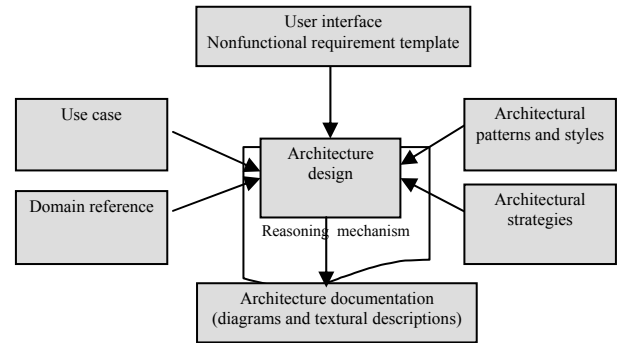 User interface
Nonfunctional requirement template
Use case
Architectural
patterns and styles
Architecture
design
Domain reference
Architectural
strategies
Reasoning mechanism
Architecture documentation
(diagrams and textural descriptions)